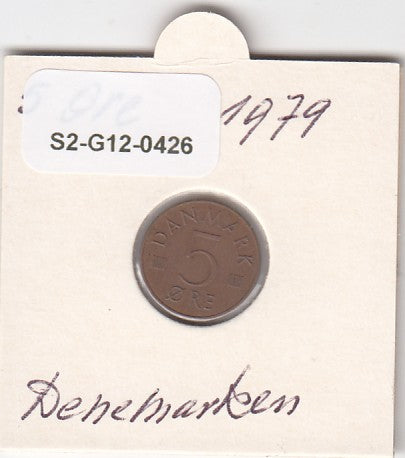 5 Øre 1979
S2-G12-0426
DANMARK
5
ØRE
Denemarken